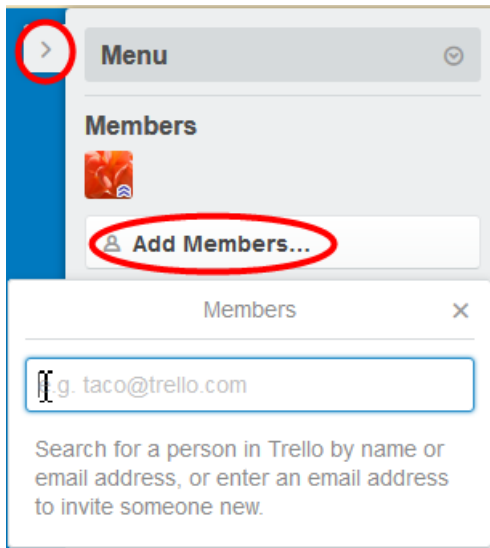 Menu
Members
Add Members...
Members
e.g. taco@trello.com
Search for a person in Trello by name or
email address, or enter an email address
to invite someone new.